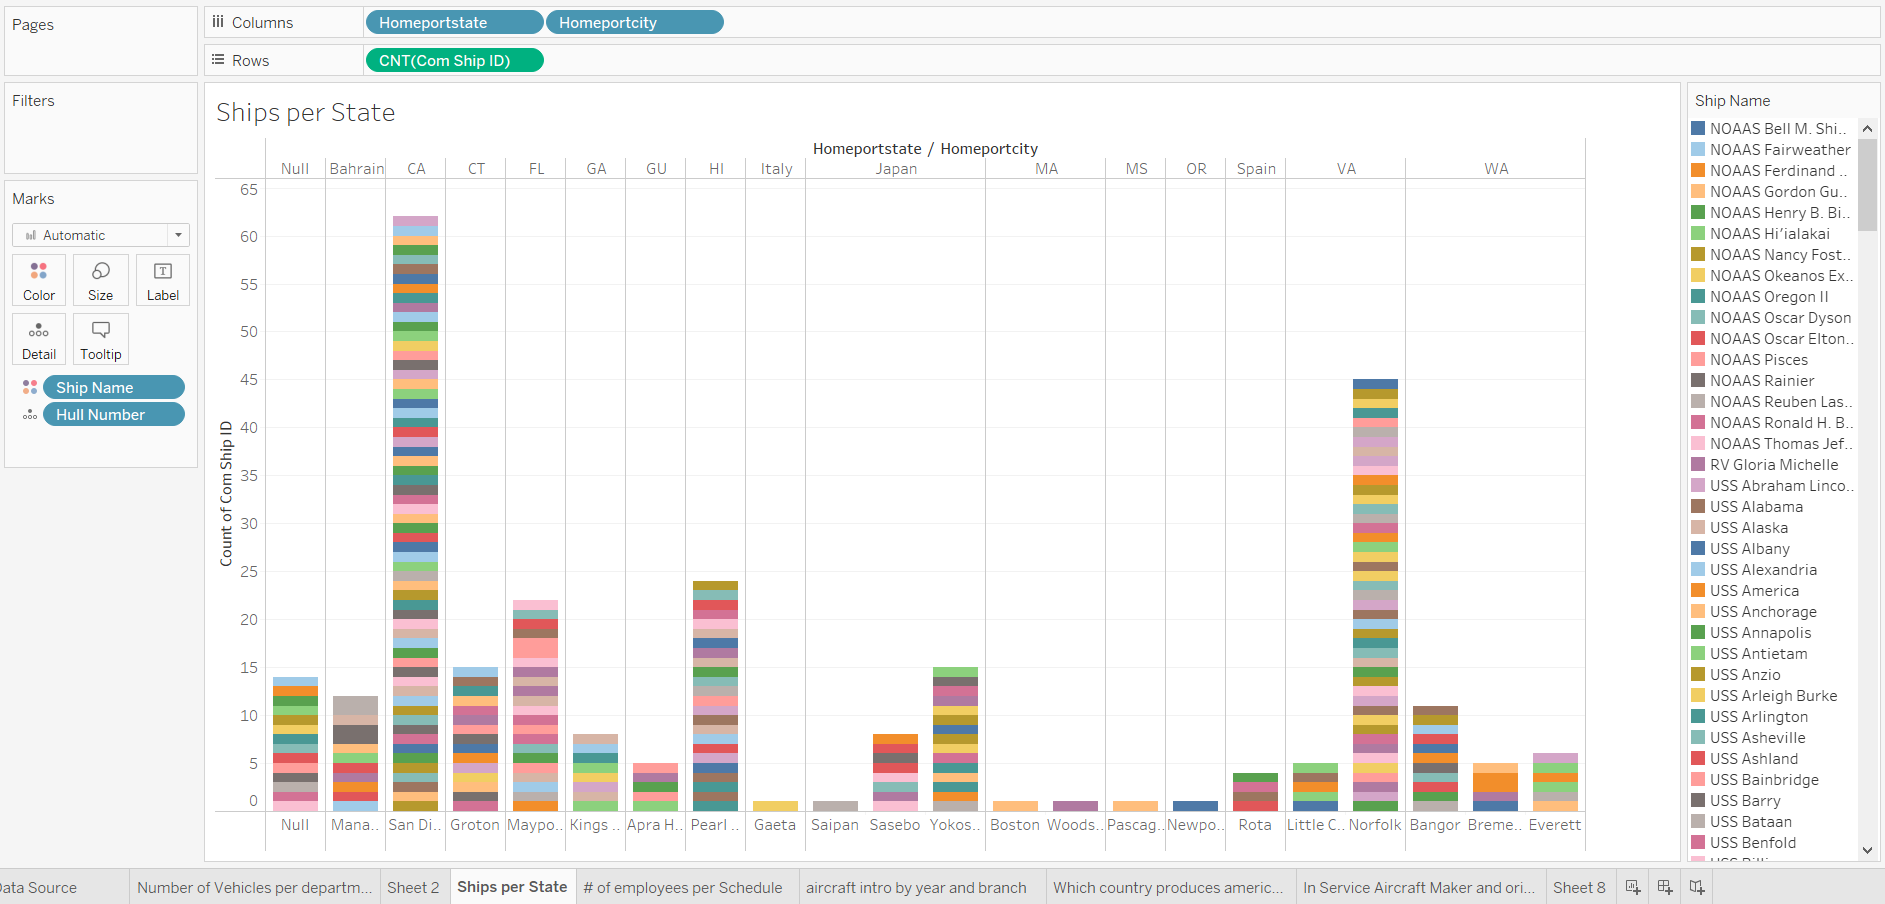 Pages
Columns
Homeportstate
Homeportcity
Rows
CNT(Com Ship ID)
Filters
Marks
Automatic
Color
Size
Label
Detail
Tooltip
Ship Name
Hull Number
Ships per State
Homeportstate / Homeportcity
Null Bahrain CA CT FL GA GU HI Italy Japan MA MS OR Spain VA WA
65
60
55
50
45
40
35
30
25
20
15
10
5
0
Count of Com Ship ID
Null Mana.. San Di.. Groton Maypo.. Kings .. Apra H.. Pearl .. Gaeta Saipan Sasebo Yokos.. Boston Woods.. Pascag.. Newpo.. Rota Little C.. Norfolk Bangor Breme.. Everett
Ship Name
NOAAS Bell M. Shi..
NOAAS Fairweather
NOAAS Ferdinand ..
NOAAS Gordon Gu..
NOAAS Henry B. Bi..
NOAAS Hi’ialakai
NOAAS Nancy Fost..
NOAAS Okeanos Ex..
NOAAS Oregon II
NOAAS Oscar Dyson
NOAAS Oscar Elton..
NOAAS Pisces
NOAAS Rainier
NOAAS Reuben Las..
NOAAS Ronald H. B..
NOAAS Thomas Jef..
RV Gloria Michelle
USS Abraham Linco..
USS Alabama
USS Alaska
USS Albany
USS Alexandria
USS America
USS Anchorage
USS Annapolis
USS Antietam
USS Anzio
USS Arleigh Burke
USS Arlington
USS Asheville
USS Ashland
USS Bainbridge
USS Barry
USS Bataan
USS Benfold
Data Source
Number of Vehicles per departm...
Sheet 2
Ships per State
# of employees per Schedule
aircraft intro by year and branch
Which country produces americ...
In Service Aircraft Maker and ori...
Sheet 8